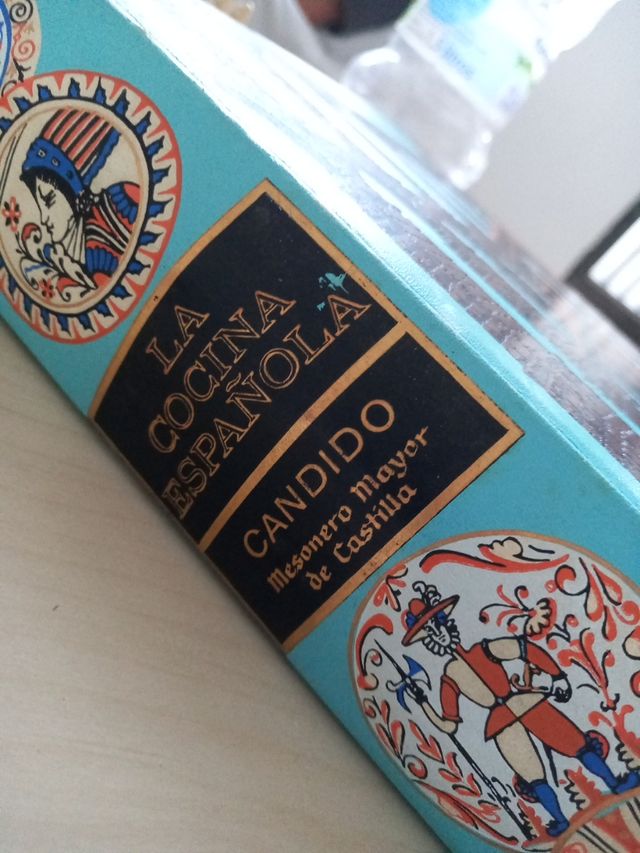 LA
COCINA
ESPAÑOLA
CANDIDO
Mesonero Mayor
de Castilla